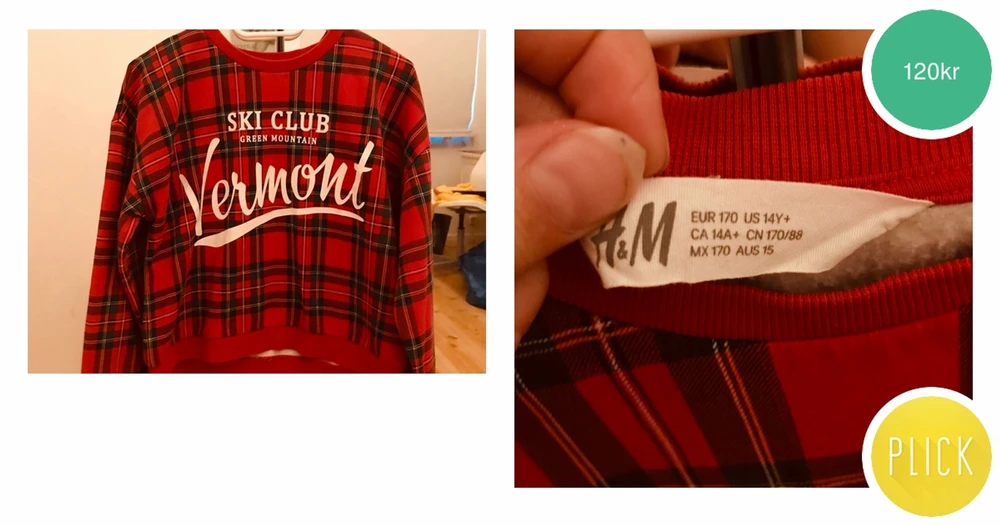 SKI CLUB
GREEN MOUNTAIN
Vermont
H&M
EUR 170 US 14Y+
CA 14A+ CN 170/88
MX 170 AUS 15
120kr
PLICK